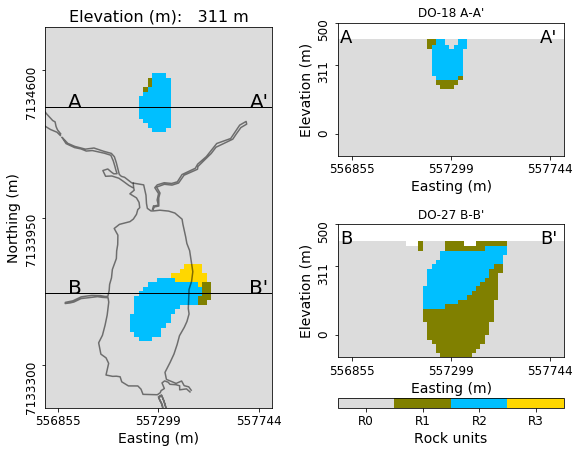 Elevation (m):   311 m
Northing (m)
7134600
7133950
7133300
A A'
B B'
556855 557299 557744
Easting (m)
DO-18 A-A'
Elevation (m)
500
311
0
A A'
556855 557299 557744
Easting (m)
DO-27 B-B'
Elevation (m)
500
311
0
B B'
556855 557299 557744
Easting (m)
R0 R1 R2 R3
Rock units